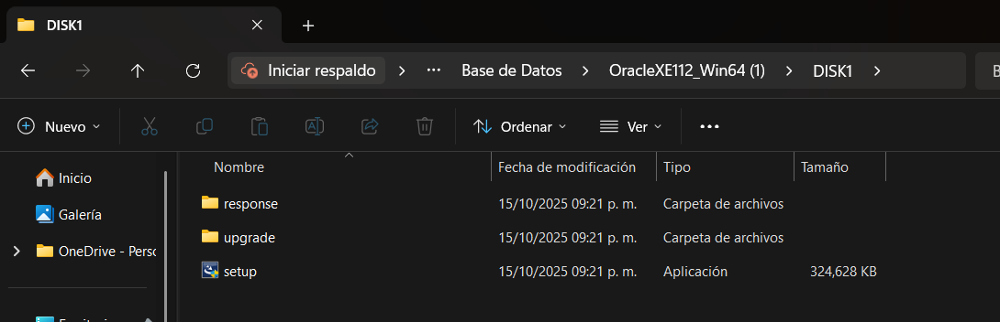 DISK1
Iniciar respaldo > ··· Base de Datos > OracleXE112_Win64 (1) > DISK1 >
Nuevo
Ordenar
Ver
Nombre Fecha de modificación Tipo Tamaño
Inicio
Galería
OneDrive - Perso
response 15/10/2025 09:21 p. m. Carpeta de archivos
upgrade 15/10/2025 09:21 p. m. Carpeta de archivos
setup 15/10/2025 09:21 p. m. Aplicación 324,628 KB